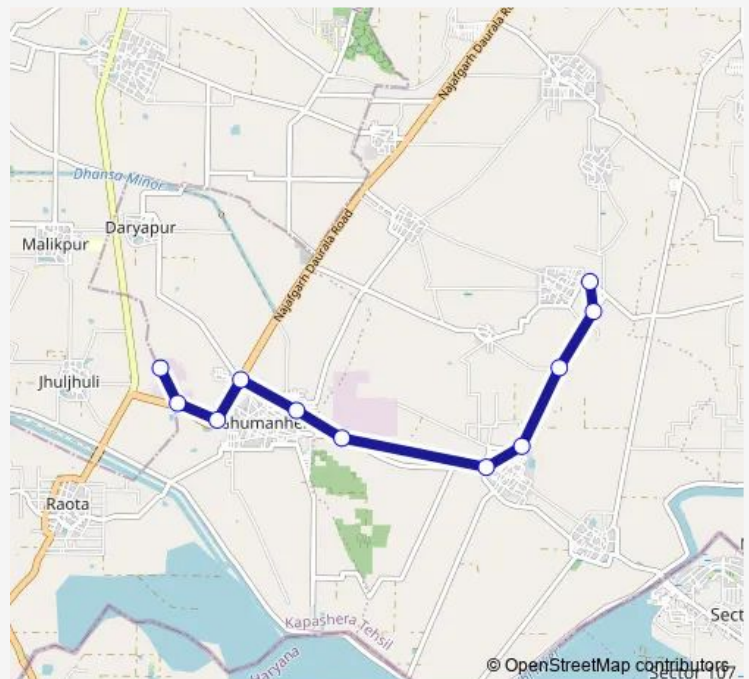 Najafgarh Daurala Ro
Dhansa Minor
Daryapur
Malikpur
Najafgarh Daurala Road
Jhuljhuli
humanhe
Raota
Sect
Kapashera Tehsil
Haryana
© OpenStreetMap contributors.
Sector 107